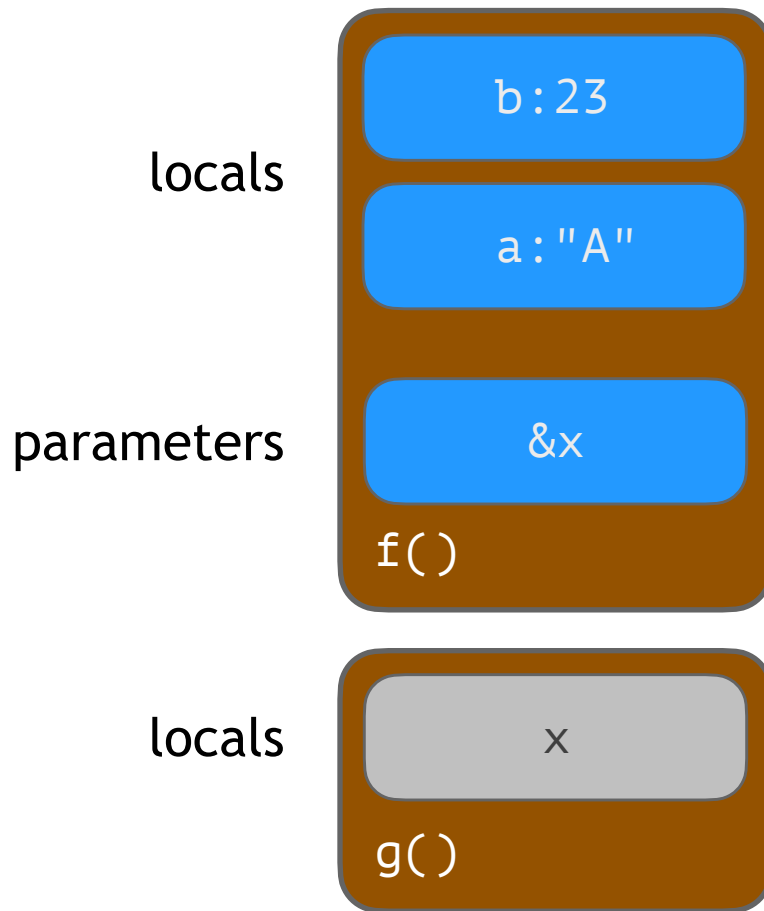 b:23
locals
a:"A"
parameters
&x
f()
locals
x
g()